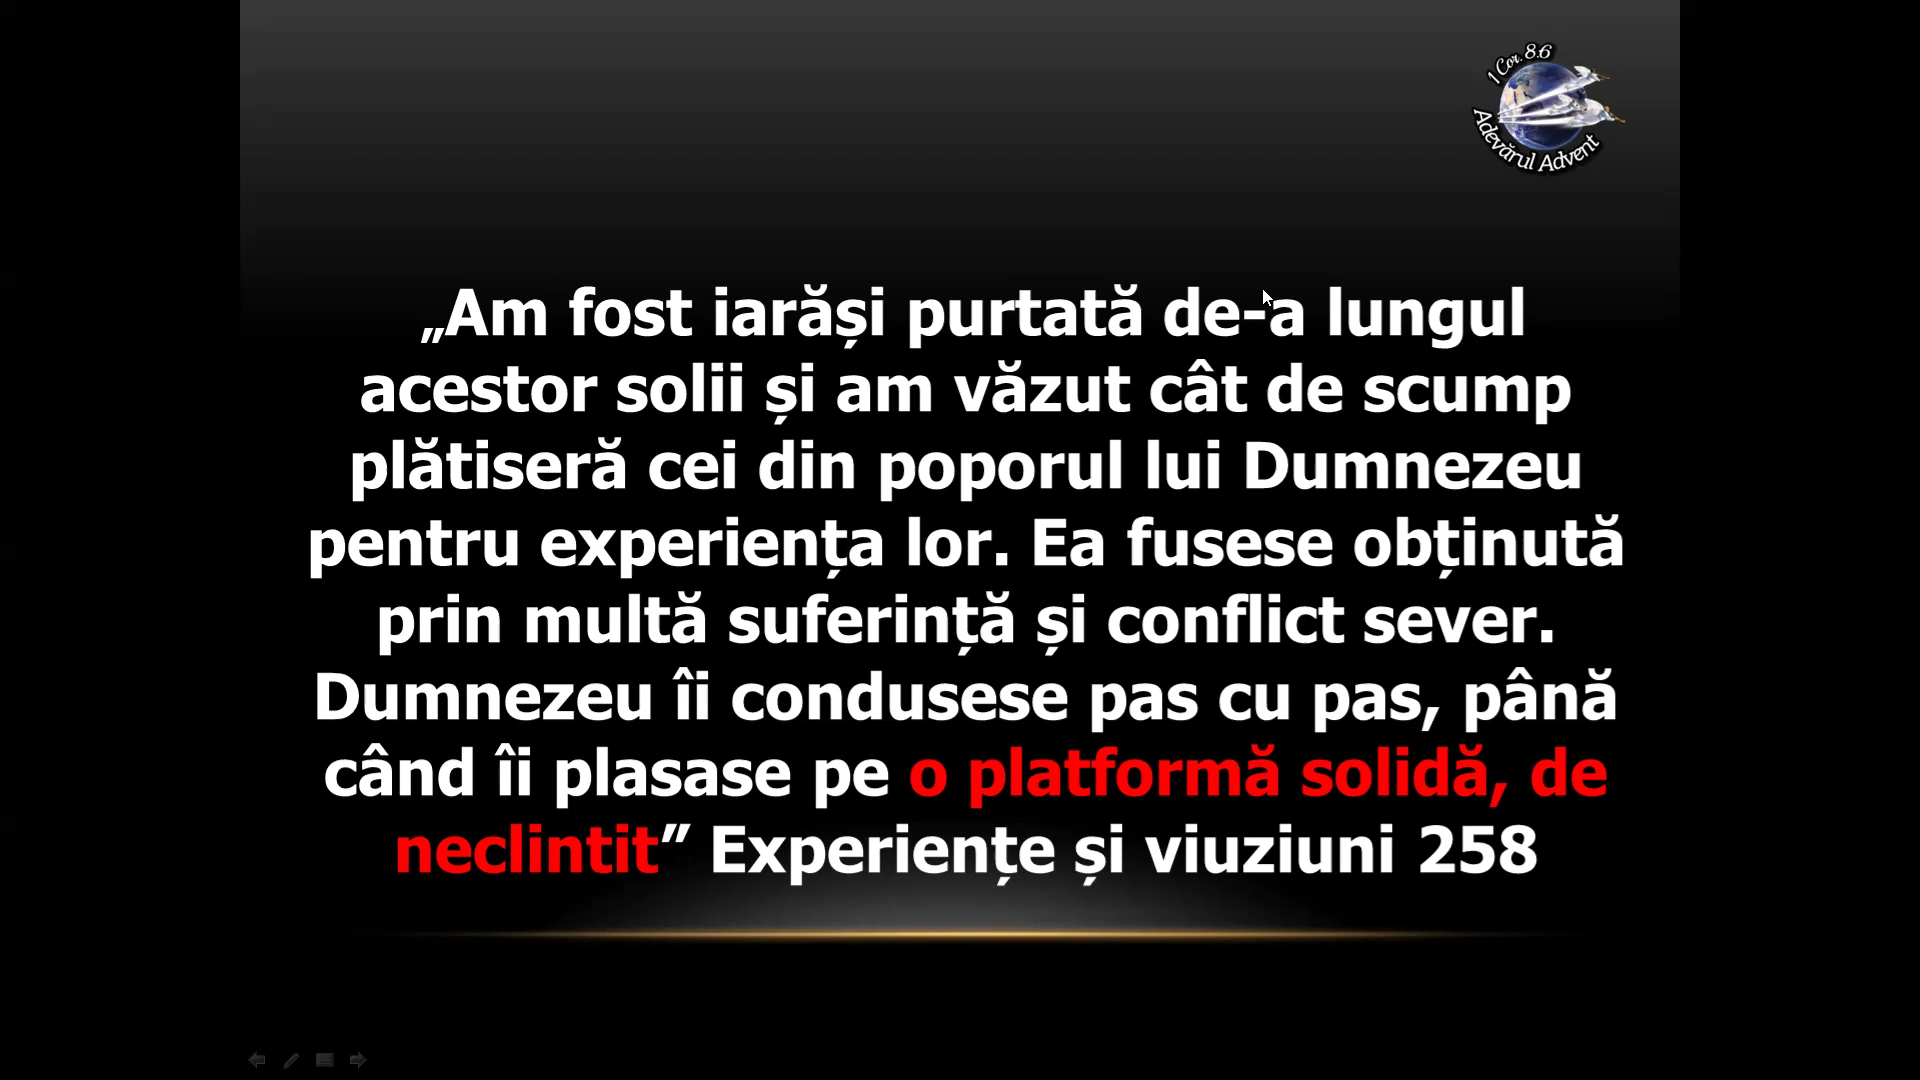 1 Cor. 8:6
Adevărul Advent
„Am fost iarăși purtată de-a lungul
acestor solii și am văzut cât de scump
plătiseră cei din poporul lui Dumnezeu
pentru experiența lor. Ea fusese obținută
prin multă suferință și conflict sever.
Dumnezeu îi condusese pas cu pas, până
când îi plasase pe o platformă solidă, de
neclintit” Experiențe și viuziuni 258